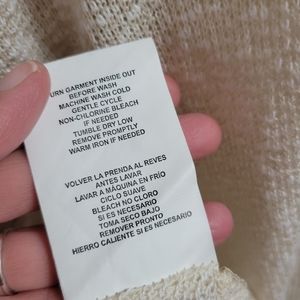 URN GARMENT INSIDE OUT
BEFORE WASH
MACHINE WASH COLD
GENTLE CYCLE
NON-CHLORINE BLEACH
IF NEEDED
TUMBLE DRY LOW
REMOVE PROMPTLY
WARM IRON IF NEEDED
VOLVER LA PRENDA AL REVES
ANTES LAVAR
LAVAR A MÁQUINA EN FRÍO
CICLO SUAVE
BLEACH NO CLORO
SI ES NECESARIO
TOMA SECO BAJO
REMOVER PRONTO
HIERRO CALIENTE SI ES NECESARIO